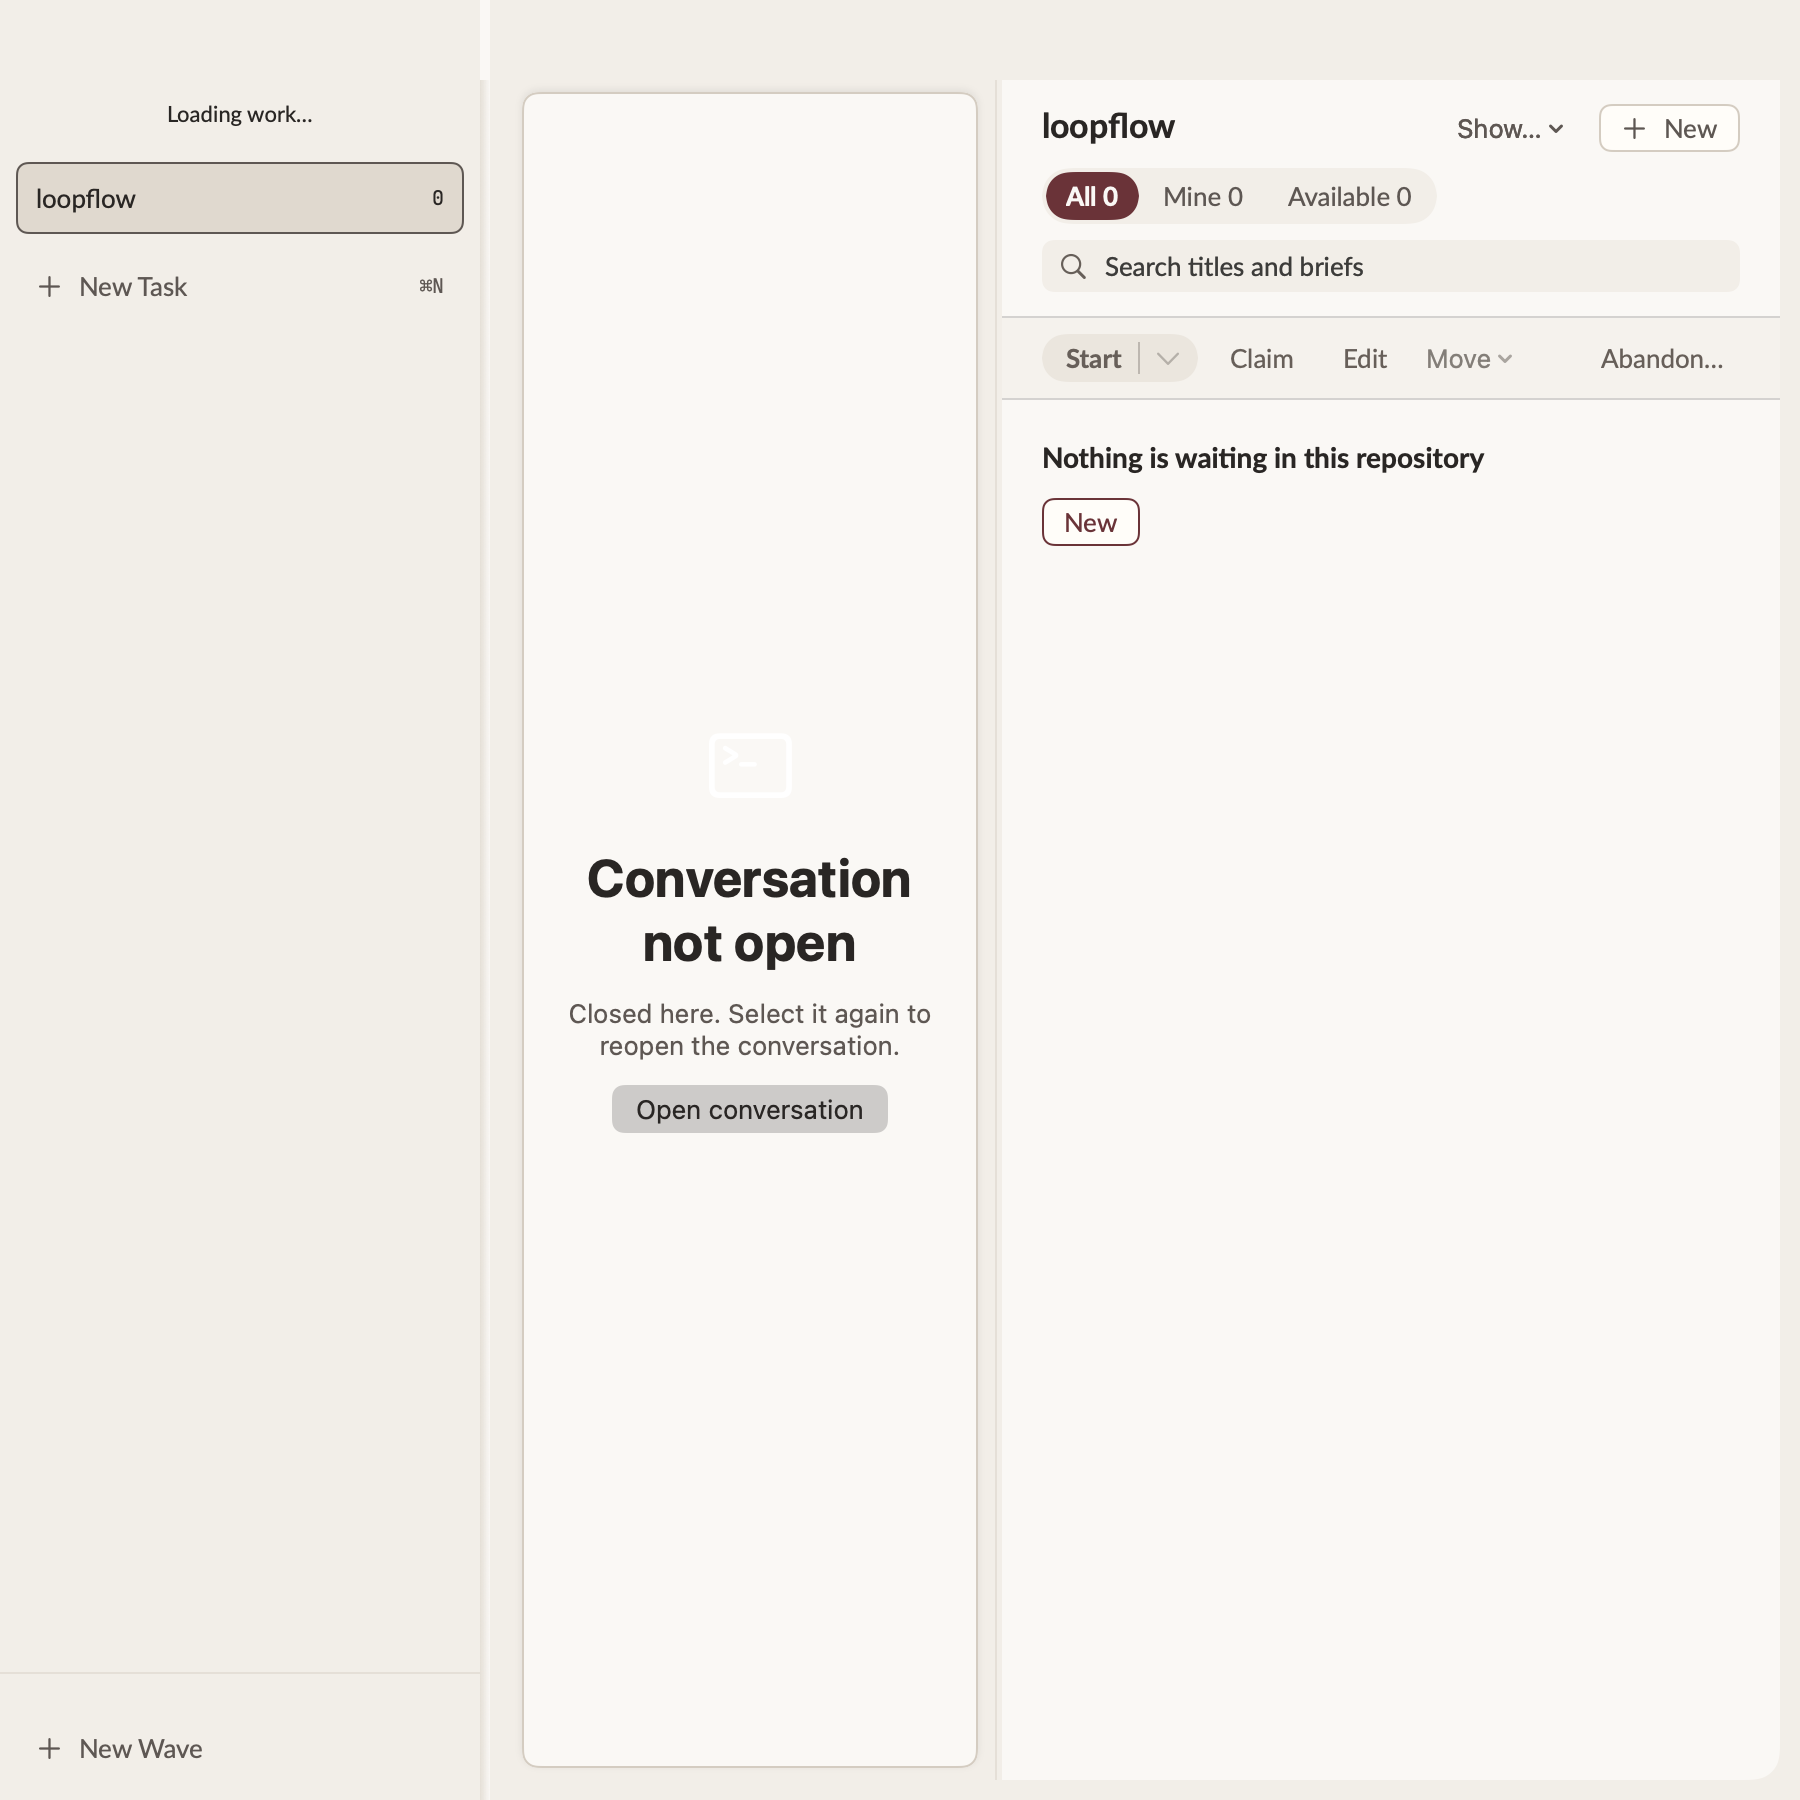 Loading work...
loopflow 0
New Task ⌘N
New Wave
>_
Conversation
not open
Closed here. Select it again to
reopen the conversation.
Open conversation
loopflow
Show...
New
All 0
Mine 0
Available 0
Search titles and briefs
Start
Claim
Edit
Move
Abandon...
Nothing is waiting in this repository
New